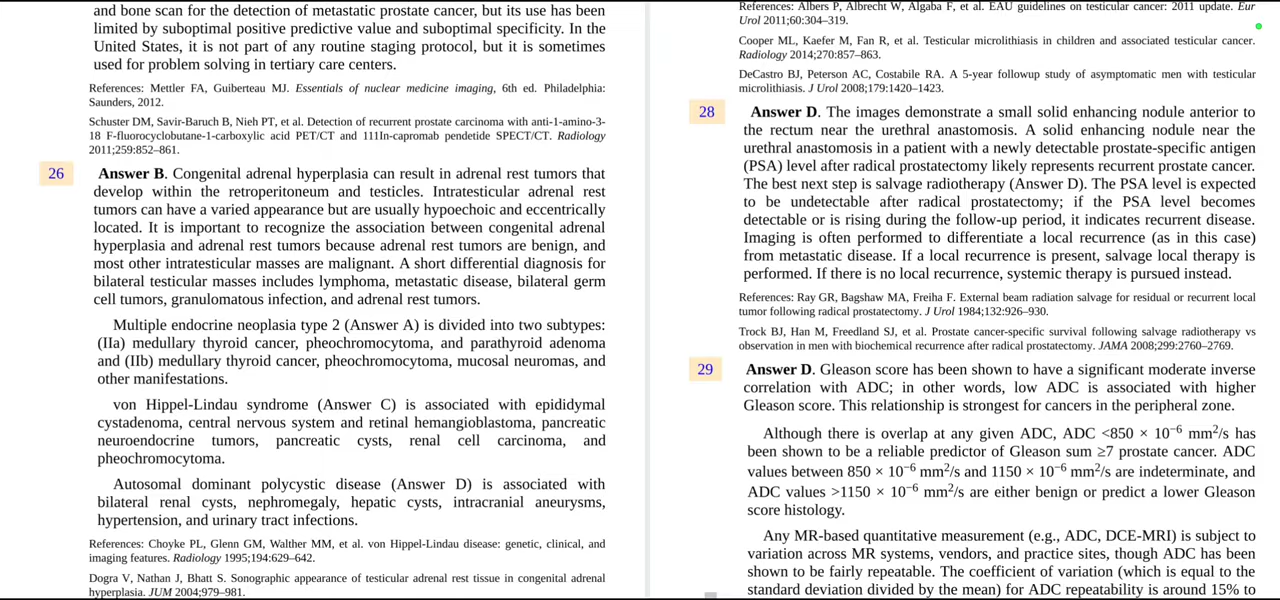 and bone scan for the detection of metastatic prostate cancer, but its use has been
limited by suboptimal positive predictive value and suboptimal specificity. In the
United States, it is not part of any routine staging protocol, but it is sometimes
used for problem solving in tertiary care centers.
References: Mettler FA, Guiberteau MJ. Essentials of nuclear medicine imaging, 6th ed. Philadelphia:
Saunders, 2012.
Schuster DM, Savir-Baruch B, Nieh PT, et al. Detection of recurrent prostate carcinoma with anti-1-amino-3-
18 F-fluorocyclobutane-1-carboxylic acid PET/CT and 111In-capromab pendetide SPECT/CT. Radiology
2011;259:852–861.
26 Answer B. Congenital adrenal hyperplasia can result in adrenal rest tumors that
develop within the retroperitoneum and testicles. Intratesticular adrenal rest
tumors can have a varied appearance but are usually hypoechoic and eccentrically
located. It is important to recognize the association between congenital adrenal
hyperplasia and adrenal rest tumors because adrenal rest tumors are benign, and
most other intratesticular masses are malignant. A short differential diagnosis for
bilateral testicular masses includes lymphoma, metastatic disease, bilateral germ
cell tumors, granulomatous infection, and adrenal rest tumors.
Multiple endocrine neoplasia type 2 (Answer A) is divided into two subtypes:
(IIa) medullary thyroid cancer, pheochromocytoma, and parathyroid adenoma
and (IIb) medullary thyroid cancer, pheochromocytoma, mucosal neuromas, and
other manifestations.
von Hippel-Lindau syndrome (Answer C) is associated with epididymal
cystadenoma, central nervous system and retinal hemangioblastoma, pancreatic
neuroendocrine tumors, pancreatic cysts, renal cell carcinoma, and
pheochromocytoma.
Autosomal dominant polycystic disease (Answer D) is associated with
bilateral renal cysts, nephromegaly, hepatic cysts, intracranial aneurysms,
hypertension, and urinary tract infections.
References: Choyke PL, Glenn GM, Walther MM, et al. von Hippel-Lindau disease: genetic, clinical, and
imaging features. Radiology 1995;194:629–642.
Dogra V, Nathan J, Bhatt S. Sonographic appearance of testicular adrenal rest tissue in congenital adrenal
hyperplasia. JUM 2004;979–981.
References: Albers P, Albrecht W, Algaba F, et al. EAU guidelines on testicular cancer: 2011 update. Eur
Urol 2011;60:304–319.
Cooper ML, Kaefer M, Fan R, et al. Testicular microlithiasis in children and associated testicular cancer.
Radiology 2014;270:857–863.
DeCastro BJ, Peterson AC, Costabile RA. A 5-year followup study of asymptomatic men with testicular
microlithiasis. J Urol 2008;179:1420–1423.
28 Answer D. The images demonstrate a small solid enhancing nodule anterior to
the rectum near the urethral anastomosis. A solid enhancing nodule near the
urethral anastomosis in a patient with a newly detectable prostate-specific antigen
(PSA) level after radical prostatectomy likely represents recurrent prostate cancer.
The best next step is salvage radiotherapy (Answer D). The PSA level is expected
to be undetectable after radical prostatectomy; if the PSA level becomes
detectable or is rising during the follow-up period, it indicates recurrent disease.
Imaging is often performed to differentiate a local recurrence (as in this case)
from metastatic disease. If a local recurrence is present, salvage local therapy is
performed. If there is no local recurrence, systemic therapy is pursued instead.
References: Ray GR, Bagshaw MA, Freiha F. External beam radiation salvage for residual or recurrent local
tumor following radical prostatectomy. J Urol 1984;132:926–930.
Trock BJ, Han M, Freedland SJ, et al. Prostate cancer-specific survival following salvage radiotherapy vs
observation in men with biochemical recurrence after radical prostatectomy. JAMA 2008;299:2760–2769.
29 Answer D. Gleason score has been shown to have a significant moderate inverse
correlation with ADC; in other words, low ADC is associated with higher
Gleason score. This relationship is strongest for cancers in the peripheral zone.
Although there is overlap at any given ADC, ADC <850 × 10⁻⁶ mm²/s has
been shown to be a reliable predictor of Gleason sum ≥7 prostate cancer. ADC
values between 850 × 10⁻⁶ mm²/s and 1150 × 10⁻⁶ mm²/s are indeterminate, and
ADC values >1150 × 10⁻⁶ mm²/s are either benign or predict a lower Gleason
score histology.
Any MR-based quantitative measurement (e.g., ADC, DCE-MRI) is subject to
variation across MR systems, vendors, and practice sites, though ADC has been
shown to be fairly repeatable. The coefficient of variation (which is equal to the
standard deviation divided by the mean) for ADC repeatability is around 15% to